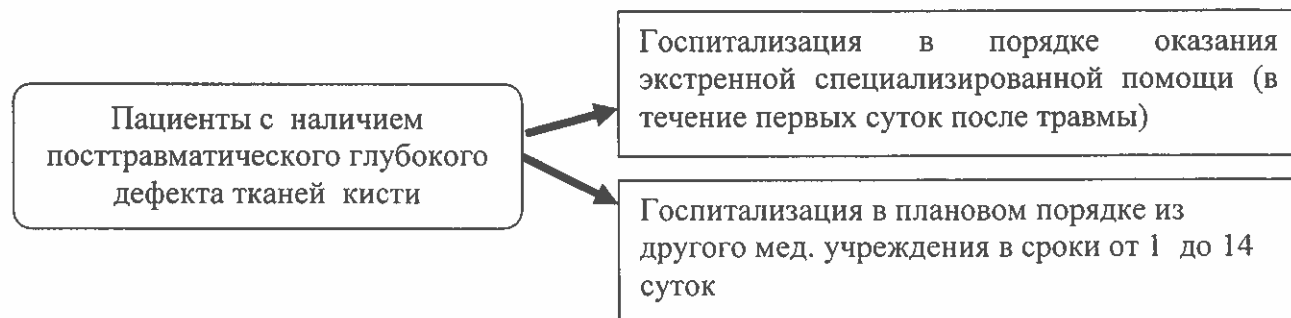 Пациенты с наличием
посттравматического глубокого
дефекта тканей кисти
Госпитализация в порядке оказания
экстренной специализированной помощи (в
течение первых суток после травмы)
Госпитализация в плановом порядке из
другого мед. учреждения в сроки от 1 до 14
суток